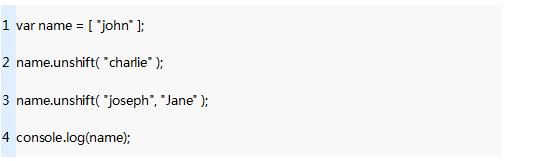 1 var name = [ "john" ];
2 name.unshift( "charlie" );
3 name.unshift( "joseph", "Jane" );
4 console.log(name);